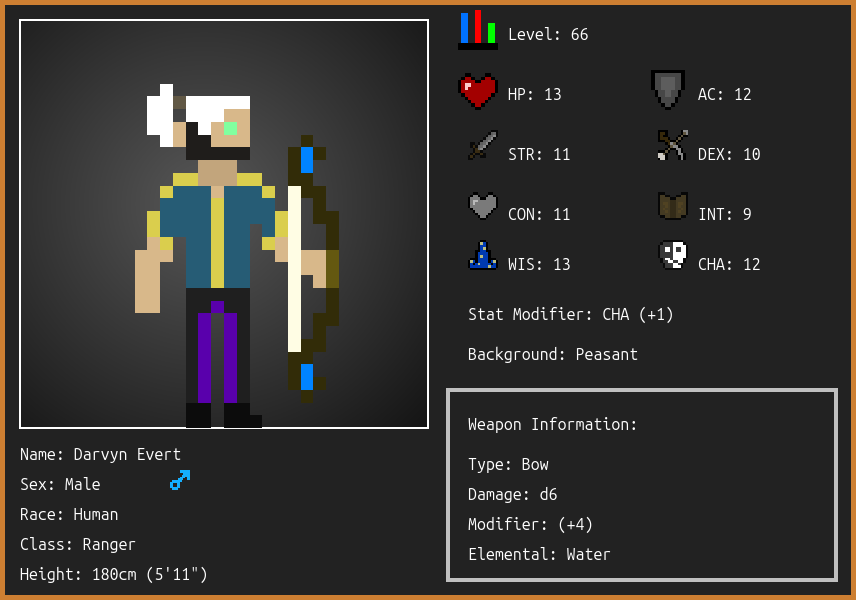 Level: 66
HP: 13
AC: 12
STR: 11
DEX: 10
CON: 11
INT: 9
WIS: 13
CHA: 12
Stat Modifier: CHA (+1)
Background: Peasant
Weapon Information:
Type: Bow
Damage: d6
Modifier: (+4)
Elemental: Water
Name: Darvyn Evert
Sex: Male
Race: Human
Class: Ranger
Height: 180cm (5'11")